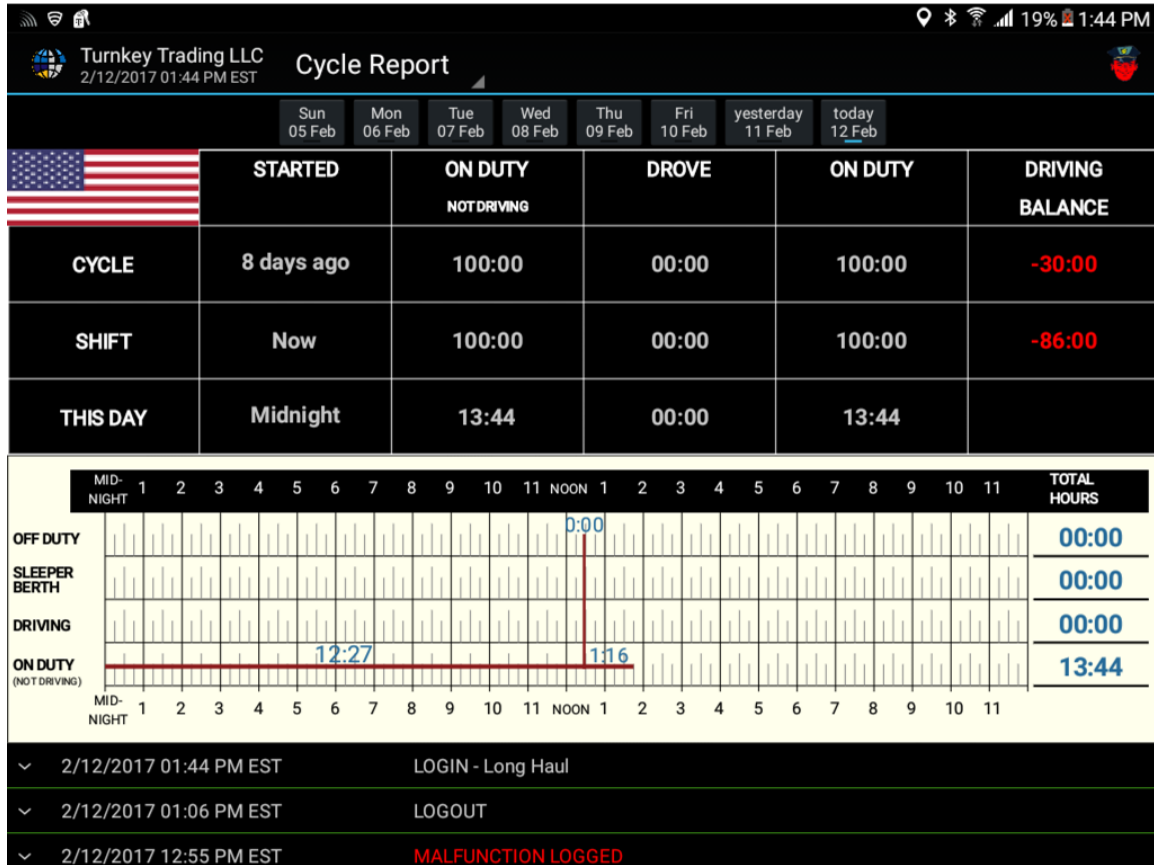 19% 1:44 PM
Turnkey Trading LLC
2/12/2017 01:44 PM EST
Cycle Report
Sun Mon Tue Wed Thu Fri yesterday today
05 Feb 06 Feb 07 Feb 08 Feb 09 Feb 10 Feb 11 Feb 12 Feb
STARTED ON DUTY DROVE ON DUTY DRIVING
NOT DRIVING BALANCE
CYCLE 8 days ago 100:00 00:00 100:00 -30:00
SHIFT Now 100:00 00:00 100:00 -86:00
THIS DAY Midnight 13:44 00:00 13:44
MID- TOTAL
NIGHT 1 2 3 4 5 6 7 8 9 10 11 NOON 1 2 3 4 5 6 7 8 9 10 11 HOURS
0:00
OFF DUTY 00:00
SLEEPER
BERTH 00:00
DRIVING 00:00
12:27 1:16
ON DUTY 13:44
(NOT DRIVING)
MID-
NIGHT 1 2 3 4 5 6 7 8 9 10 11 NOON 1 2 3 4 5 6 7 8 9 10 11
2/12/2017 01:44 PM EST LOGIN - Long Haul
2/12/2017 01:06 PM EST LOGOUT
2/12/2017 12:55 PM EST MALFUNCTION LOGGED